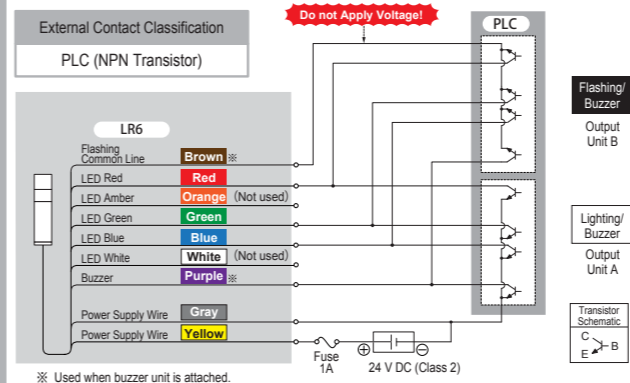 External Contact Classification
PLC (NPN Transistor)
Do not Apply Voltage!
PLC
LR6
Flashing
Common Line Brown ※
LED Red Red
LED Amber Orange (Not used)
LED Green Green
LED Blue Blue
LED White White (Not used)
Buzzer Purple ※
Power Supply Wire Gray
Power Supply Wire Yellow
Fuse
1A
⊕ ⊖
24 V DC (Class 2)
※ Used when buzzer unit is attached.
Flashing/
Buzzer
Output
Unit B
Lighting/
Buzzer
Output
Unit A
Transistor
Schematic
C
B
E